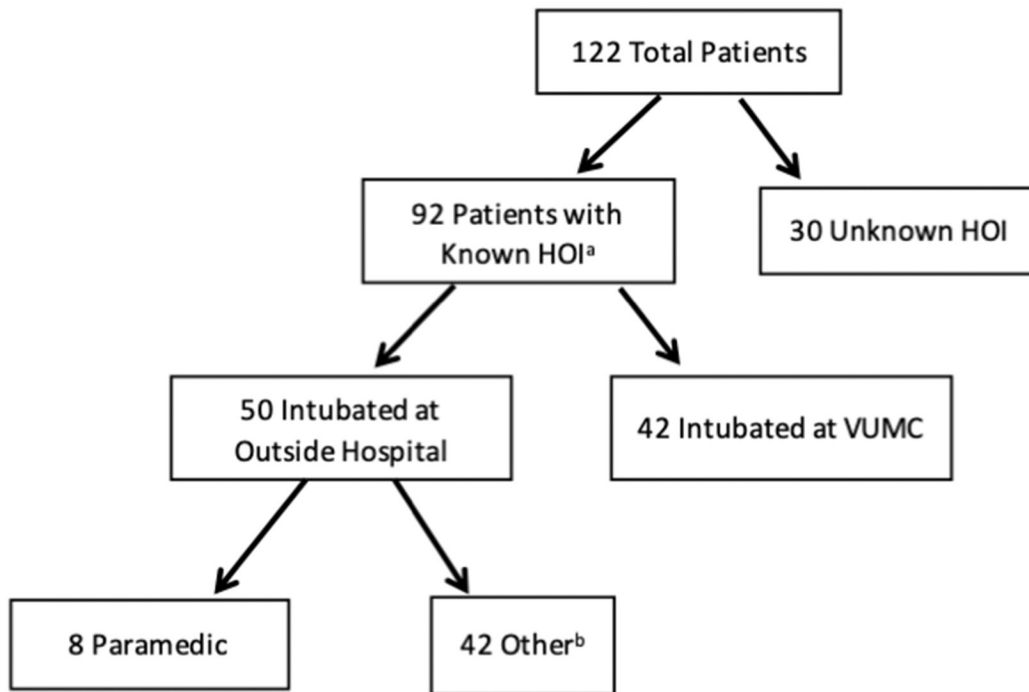 122 Total Patients
92 Patients with
Known HOIᵃ
30 Unknown HOI
50 Intubated at
Outside Hospital
42 Intubated at VUMC
8 Paramedic
42 Otherᵇ